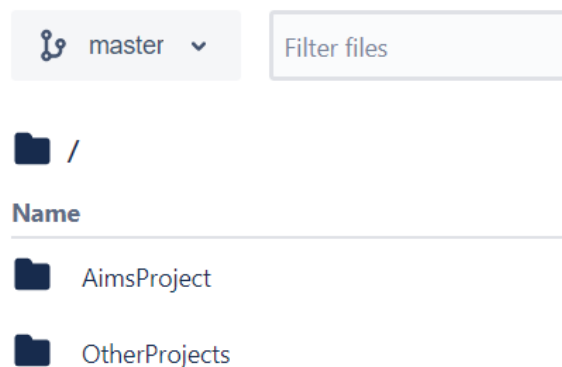 master
Filter files
/
Name
AimsProject
OtherProjects